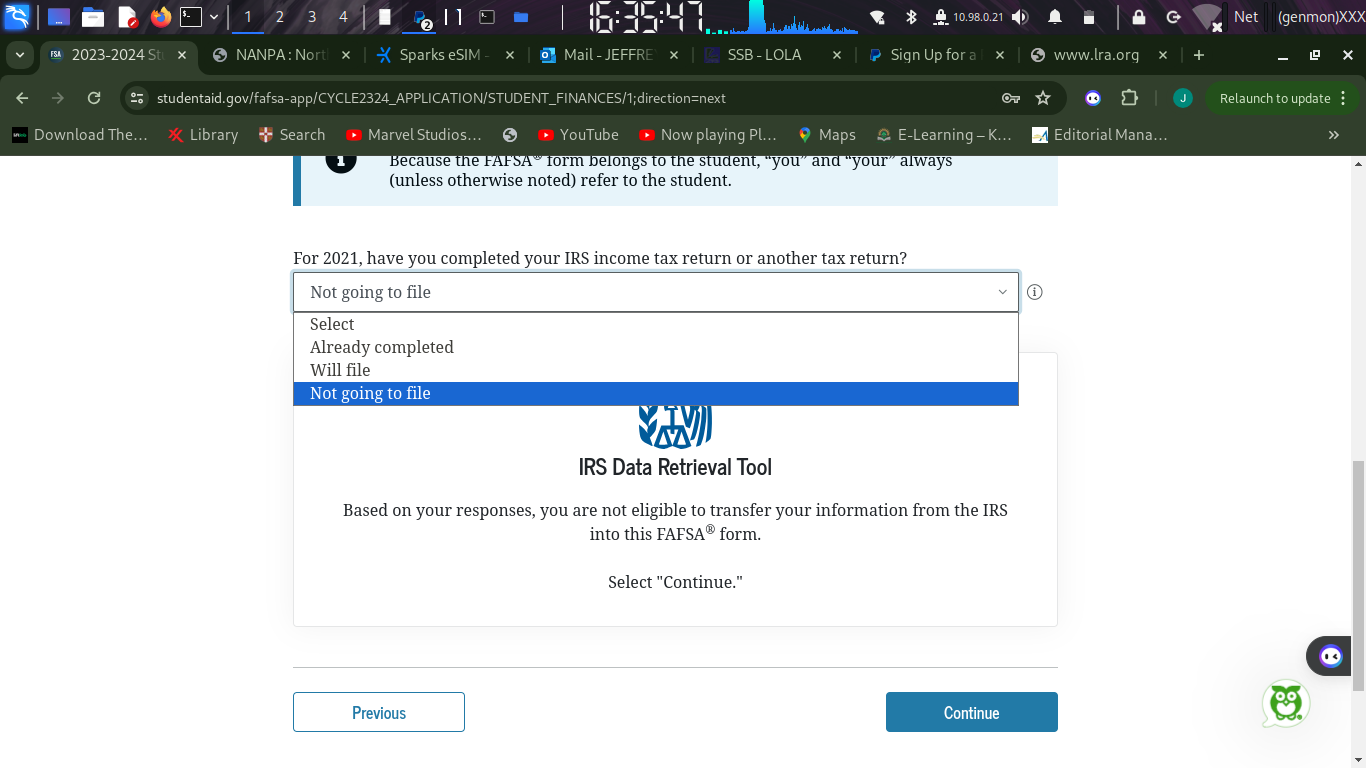 1 2 3 4 2 16:35:47 10.98.0.21 Net (genmon)XXX
FSA 2023-2024 St NANPA : Nort Sparks eSIM - Mail - JEFFRE SSB - LOLA Sign Up for a www.lra.org
studentaid.gov/fafsa-app/CYCLE2324_APPLICATION/STUDENT_FINANCES/1;direction=next J Relaunch to update
Download The... Library Search Marvel Studios... YouTube Now playing Pl... Maps E-Learning – K... Editorial Mana... »
Because the FAFSA® form belongs to the student, “you” and “your” always
(unless otherwise noted) refer to the student.
For 2021, have you completed your IRS income tax return or another tax return?
Not going to file
Select
Already completed
Will file
Not going to file
IRS Data Retrieval Tool
Based on your responses, you are not eligible to transfer your information from the IRS
into this FAFSA® form.
Select "Continue."
Previous Continue